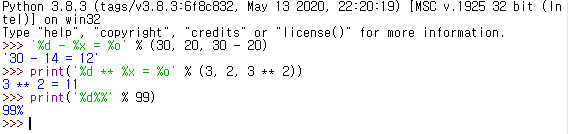 Python 3.8.3 (tags/v3.8.3:6f8c832, May 13 2020, 22:20:19) [MSC v.1925 32 bit (In
tel)] on win32
Type "help", "copyright", "credits" or "license()" for more information.
>>> '%d - %x = %o' % (30, 20, 30 - 20)
'30 - 14 = 12'
>>> print('%d ** %x = %o' % (3, 2, 3 ** 2))
3 ** 2 = 11
>>> print('%d%%' % 99)
99%
>>>